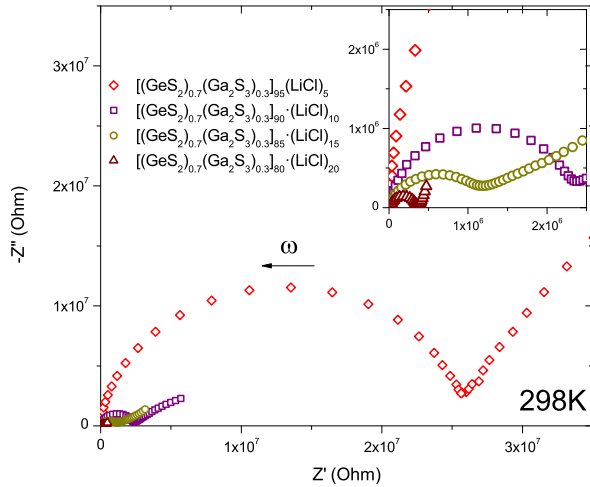 2x10⁶
1x10⁶
0
0
1x10⁶
2x10⁶
3x10⁷
2x10⁷
1x10⁷
0
-Z'' (Ohm)
[(GeS₂)₀.₇(Ga₂S₃)₀.₃]₉₅(LiCl)₅
[(GeS₂)₀.₇(Ga₂S₃)₀.₃]₉₀·(LiCl)₁₀
[(GeS₂)₀.₇(Ga₂S₃)₀.₃]₈₅·(LiCl)₁₅
[(GeS₂)₀.₇(Ga₂S₃)₀.₃]₈₀·(LiCl)₂₀
ω
298K
0
1x10⁷
2x10⁷
3x10⁷
Z' (Ohm)